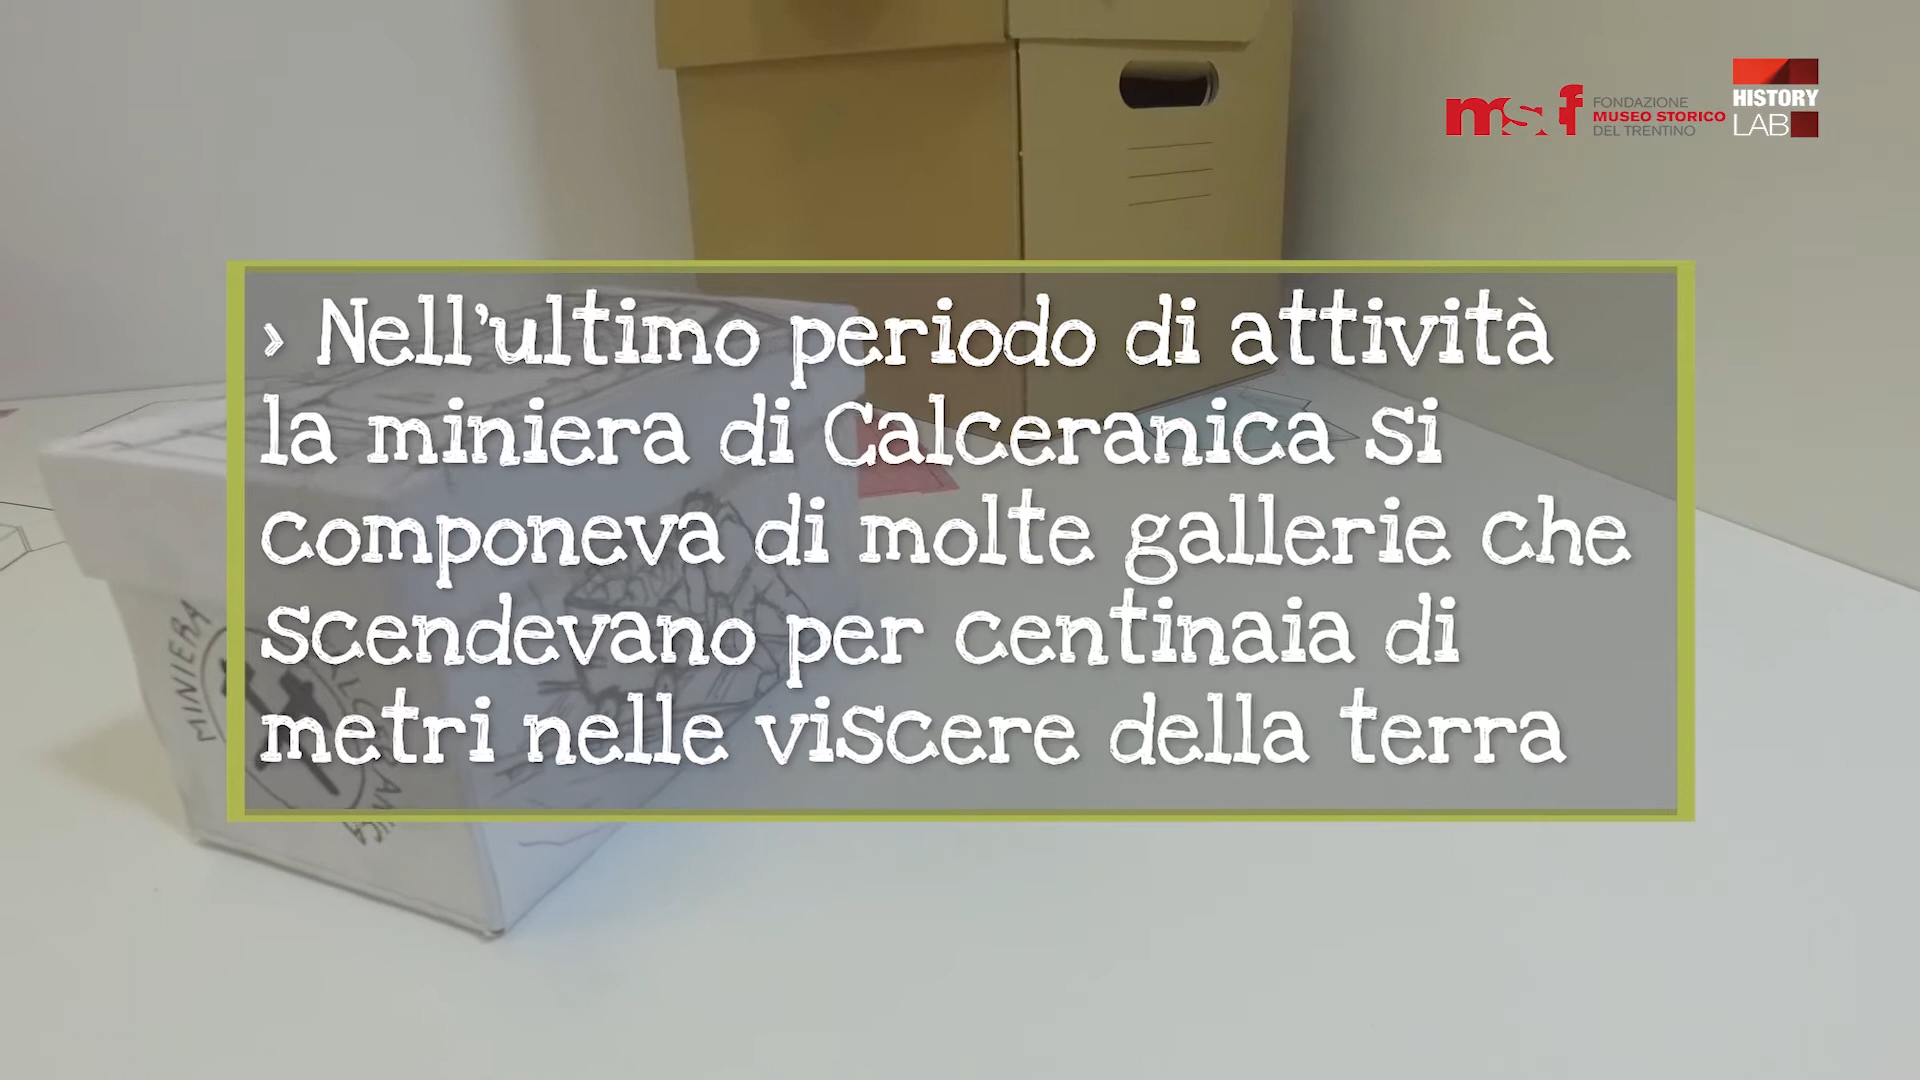 FONDAZIONE
MUSEO STORICO
DEL TRENTINO
HISTORY
LAB
› Nell'ultimo periodo di attività
la miniera di Calceranica si
componeva di molte gallerie che
scendevano per centinaia di
metri nelle viscere della terra
MINIERA